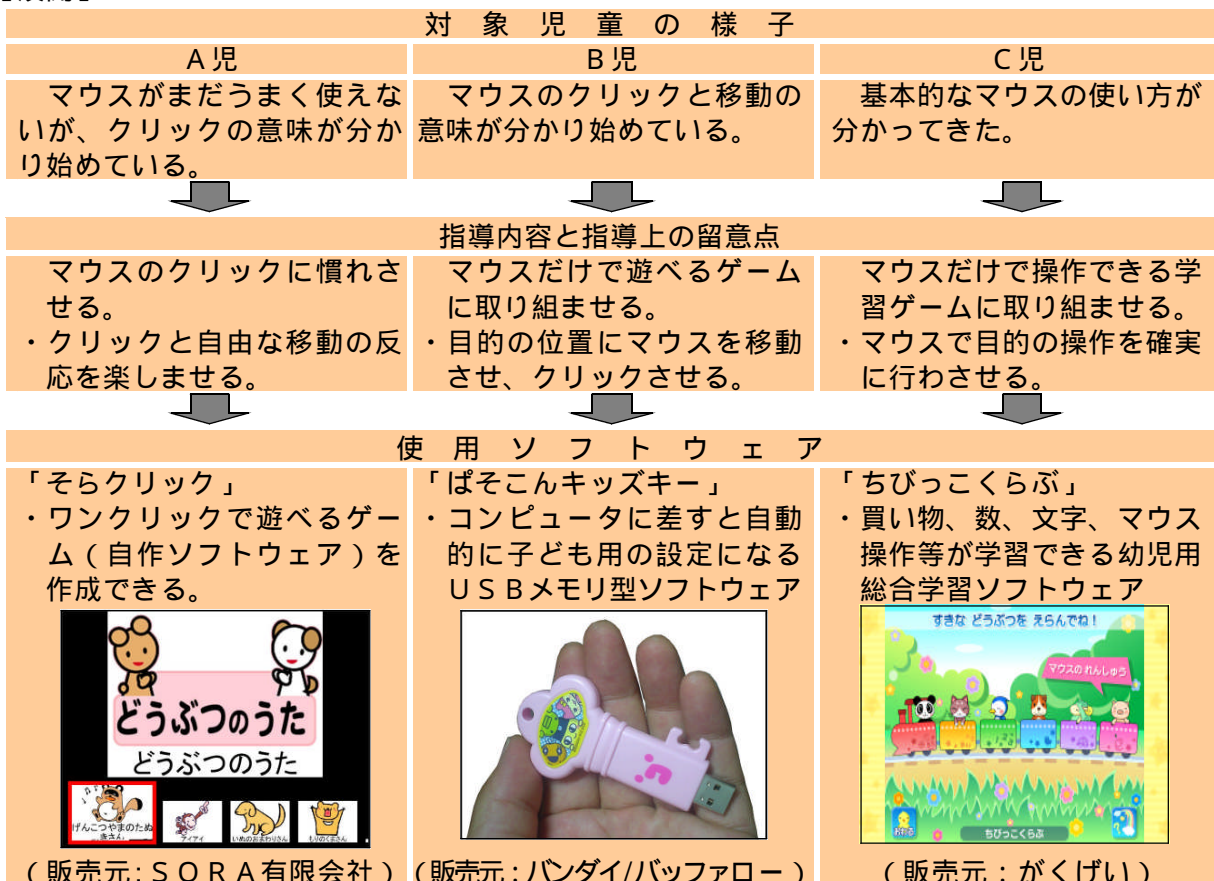 対 象 児 童 の 様 子
A児
B児
C児
マウスがまだうまく使えな
いが、クリックの意味が分か
り始めている。
マウスのクリックと移動の
意味が分かり始めている。
基本的なマウスの使い方が
分かってきた。
指導内容と指導上の留意点
マウスのクリックに慣れさ
せる。
・クリックと自由な移動の反
応を楽しませる。
マウスだけで遊べるゲーム
に取り組ませる。
・目的の位置にマウスを移動
させ、クリックさせる。
マウスだけで操作できる学
習ゲームに取り組ませる。
・マウスで目的の操作を確実
に行わさせる。
使 用 ソ フ ト ウ ェ ア
「そらクリック」
・ワンクリックで遊べるゲー
ム(自作ソフトウェア)を
作成できる。
どうぶつのうた
どうぶつのうた
げんこつやまのたぬ
きさん
アイアイ
いぬのおまわりさん
もりのくまさん
(販売元:SORA有限会社)
「ぱそこんキッズキー」
・コンピュータに差すと自動
的に子ども用の設定になる
USBメモリ型ソフトウェア
(販売元:バンダイ/バッファロー)
「ちびっこくらぶ」
・買い物、数、文字、マウス
操作等が学習できる幼児用
総合学習ソフトウェア
すきな どうぶつを えらんでね!
マウスのれんしゅう
おわる
ちびっこくらぶ
(販売元:がくげい)